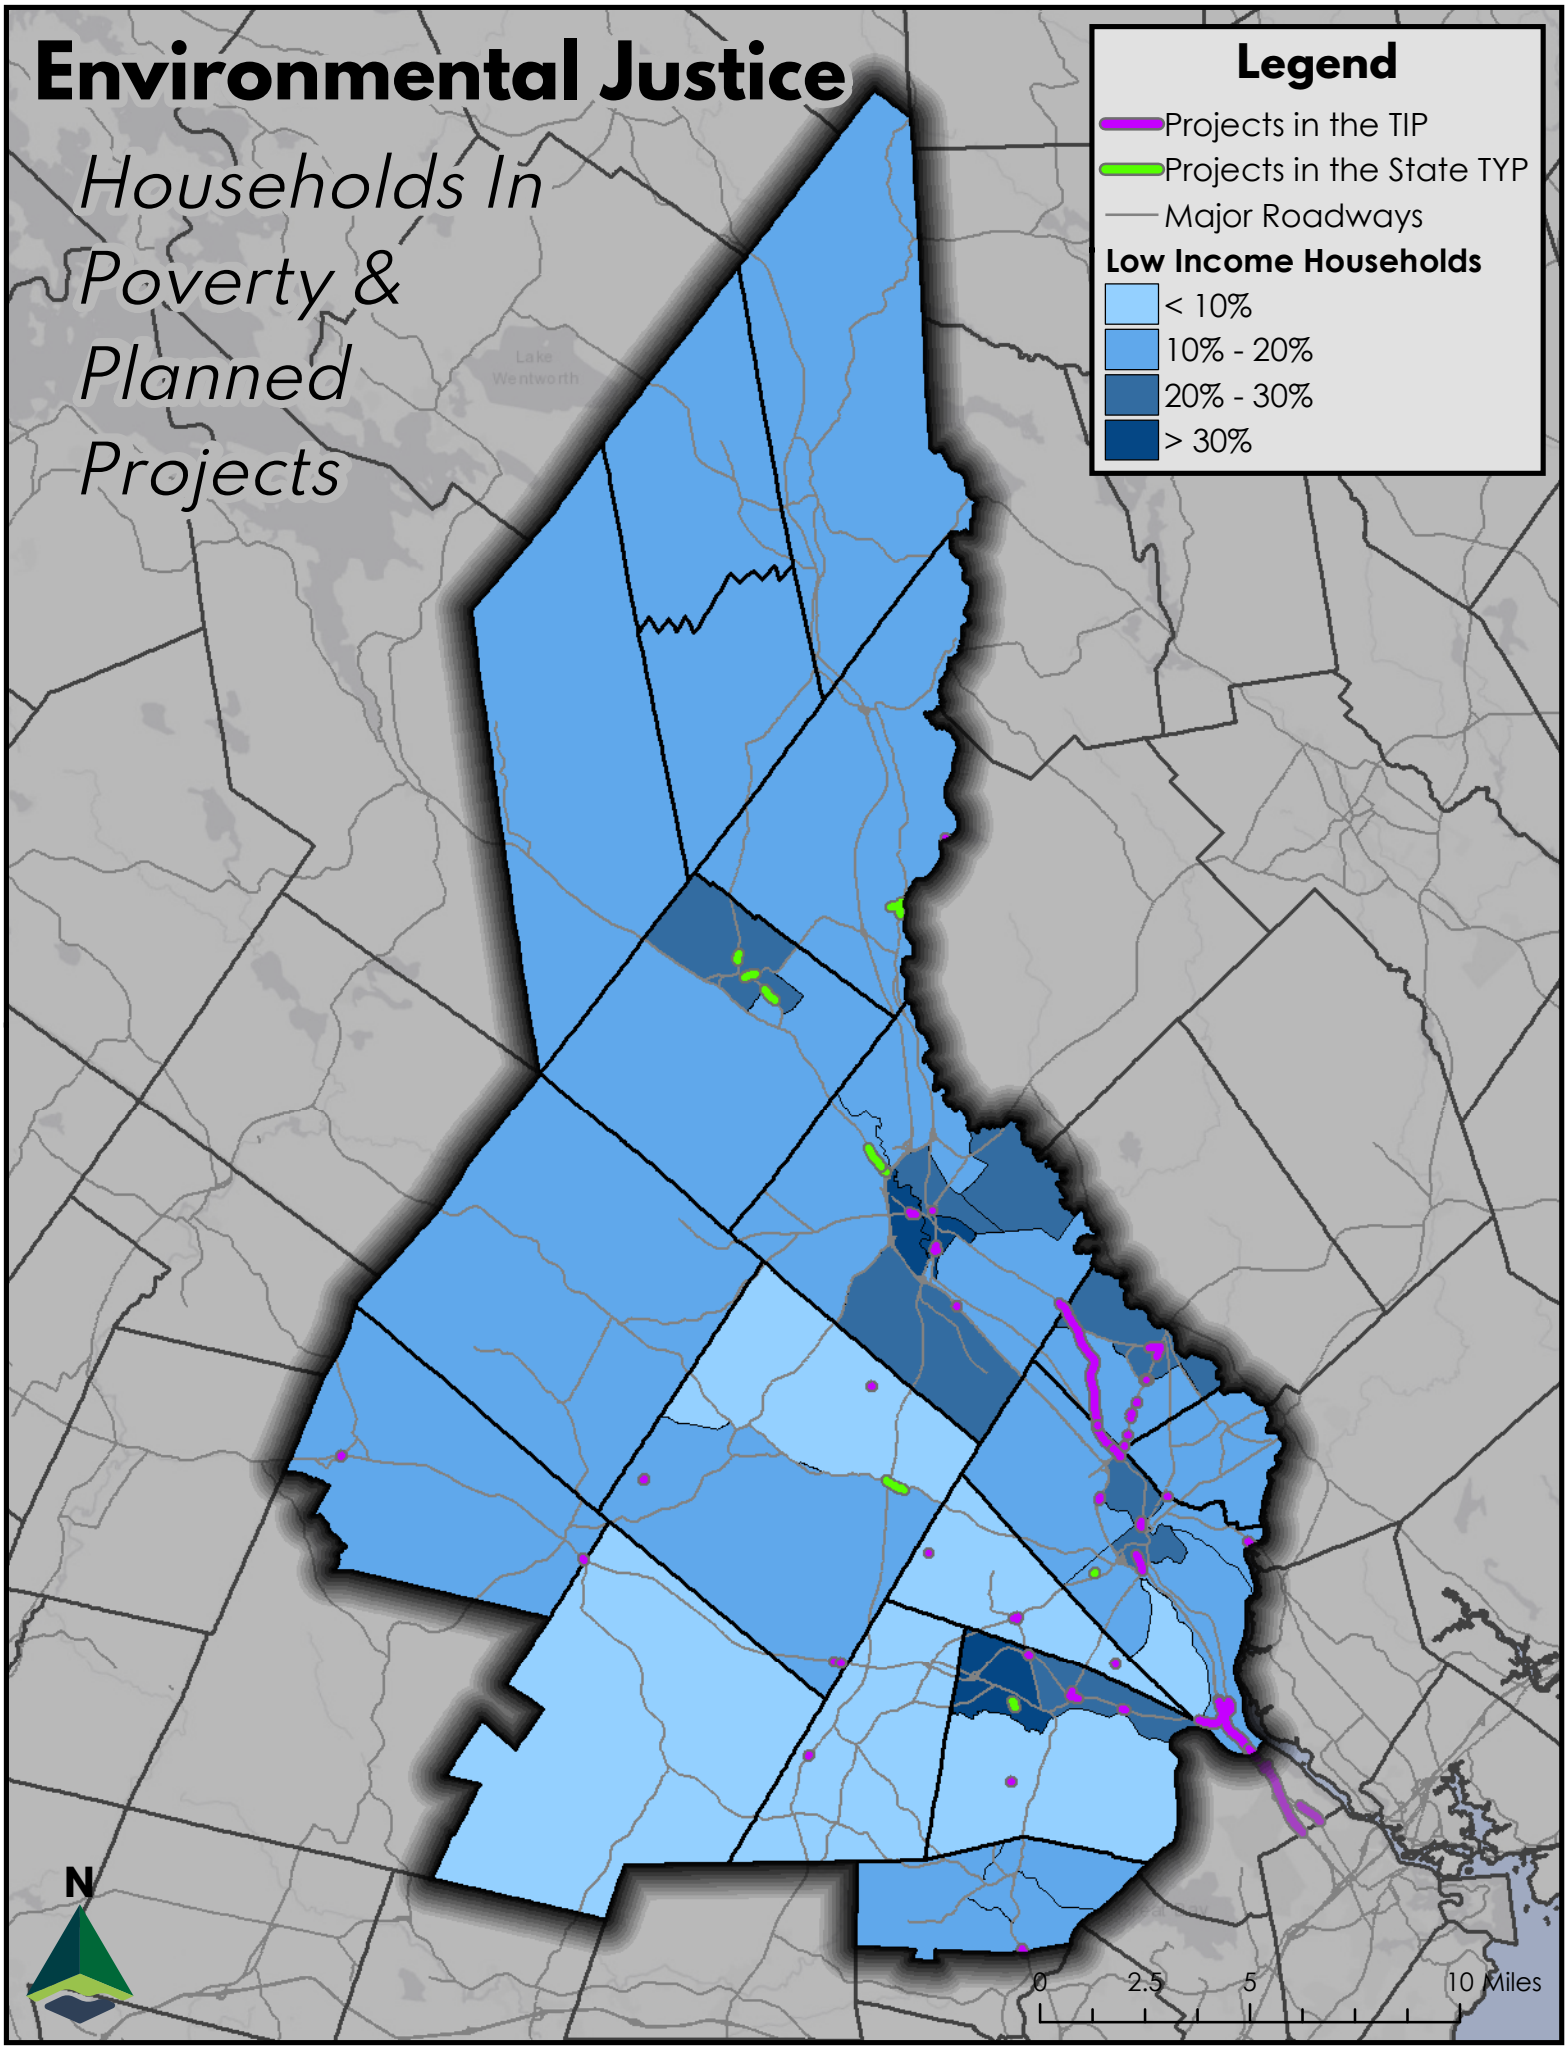 Environmental Justice
Households In
Poverty &
Planned
Projects
Legend
Projects in the TIP
Projects in the State TYP
Major Roadways
Low Income Households
< 10%
10% - 20%
20% - 30%
> 30%
Lake
Wentworth
N
0 2.5 5 10 Miles